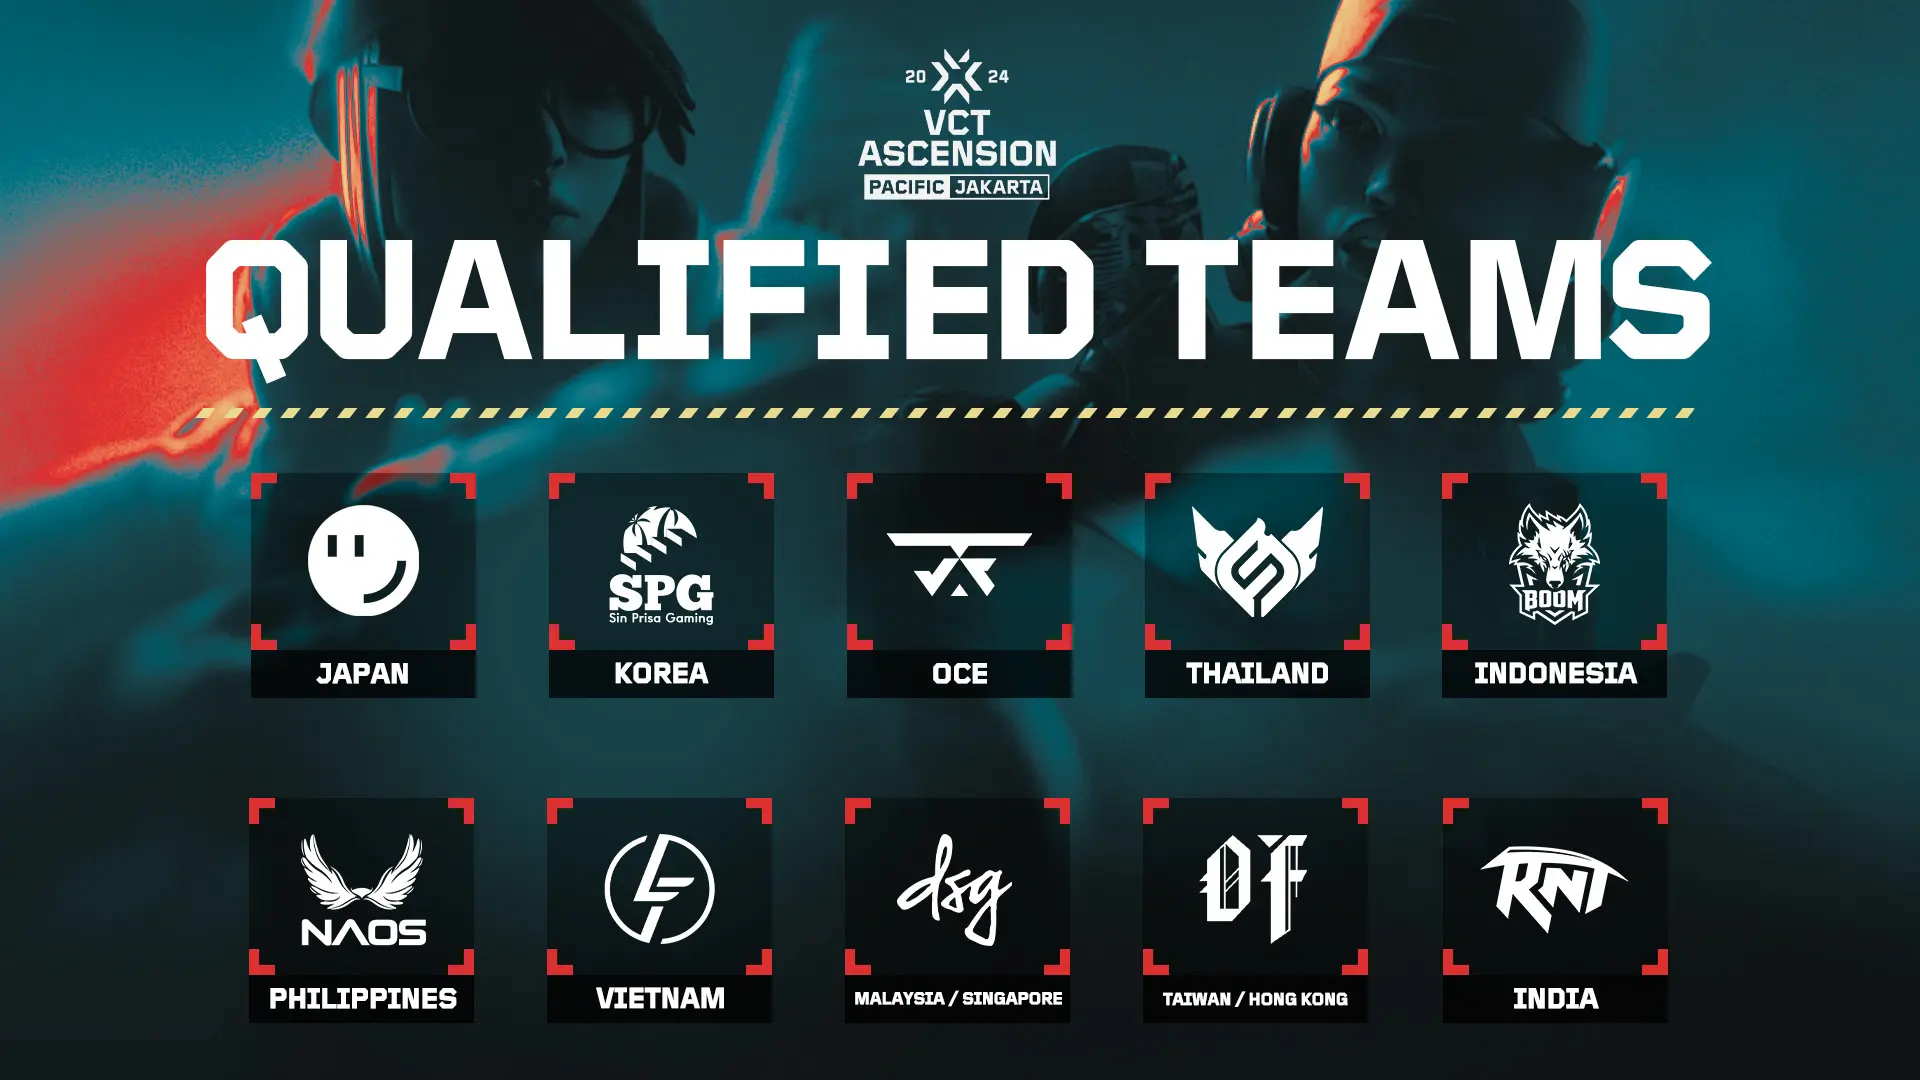 20 24
VCT
ASCENSION
PACIFIC JAKARTA
QUALIFIED TEAMS
SPG
Sin Prisa Gaming
BOOM
JAPAN
KOREA
OCE
THAILAND
INDONESIA
NAOS
dsg
OF
RNT
PHILIPPINES
VIETNAM
MALAYSIA / SINGAPORE
TAIWAN / HONG KONG
INDIA